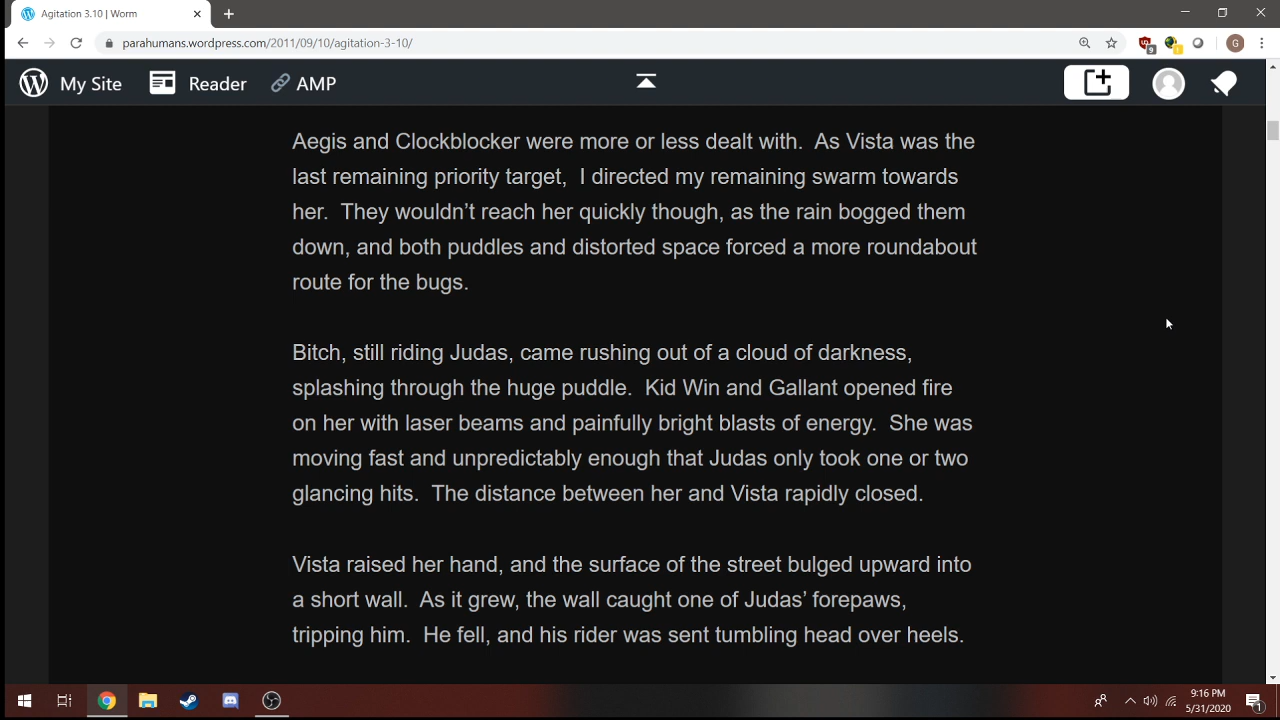 Agitation 3.10 | Worm
parahumans.wordpress.com/2011/09/10/agitation-3-10/
9
G
My Site
Reader
AMP
Aegis and Clockblocker were more or less dealt with.  As Vista was the
last remaining priority target,  I directed my remaining swarm towards
her.  They wouldn’t reach her quickly though, as the rain bogged them
down, and both puddles and distorted space forced a more roundabout
route for the bugs.
Bitch, still riding Judas, came rushing out of a cloud of darkness,
splashing through the huge puddle.  Kid Win and Gallant opened fire
on her with laser beams and painfully bright blasts of energy.  She was
moving fast and unpredictably enough that Judas only took one or two
glancing hits.  The distance between her and Vista rapidly closed.
Vista raised her hand, and the surface of the street bulged upward into
a short wall.  As it grew, the wall caught one of Judas’ forepaws,
tripping him.  He fell, and his rider was sent tumbling head over heels.
9:16 PM
5/31/2020
1